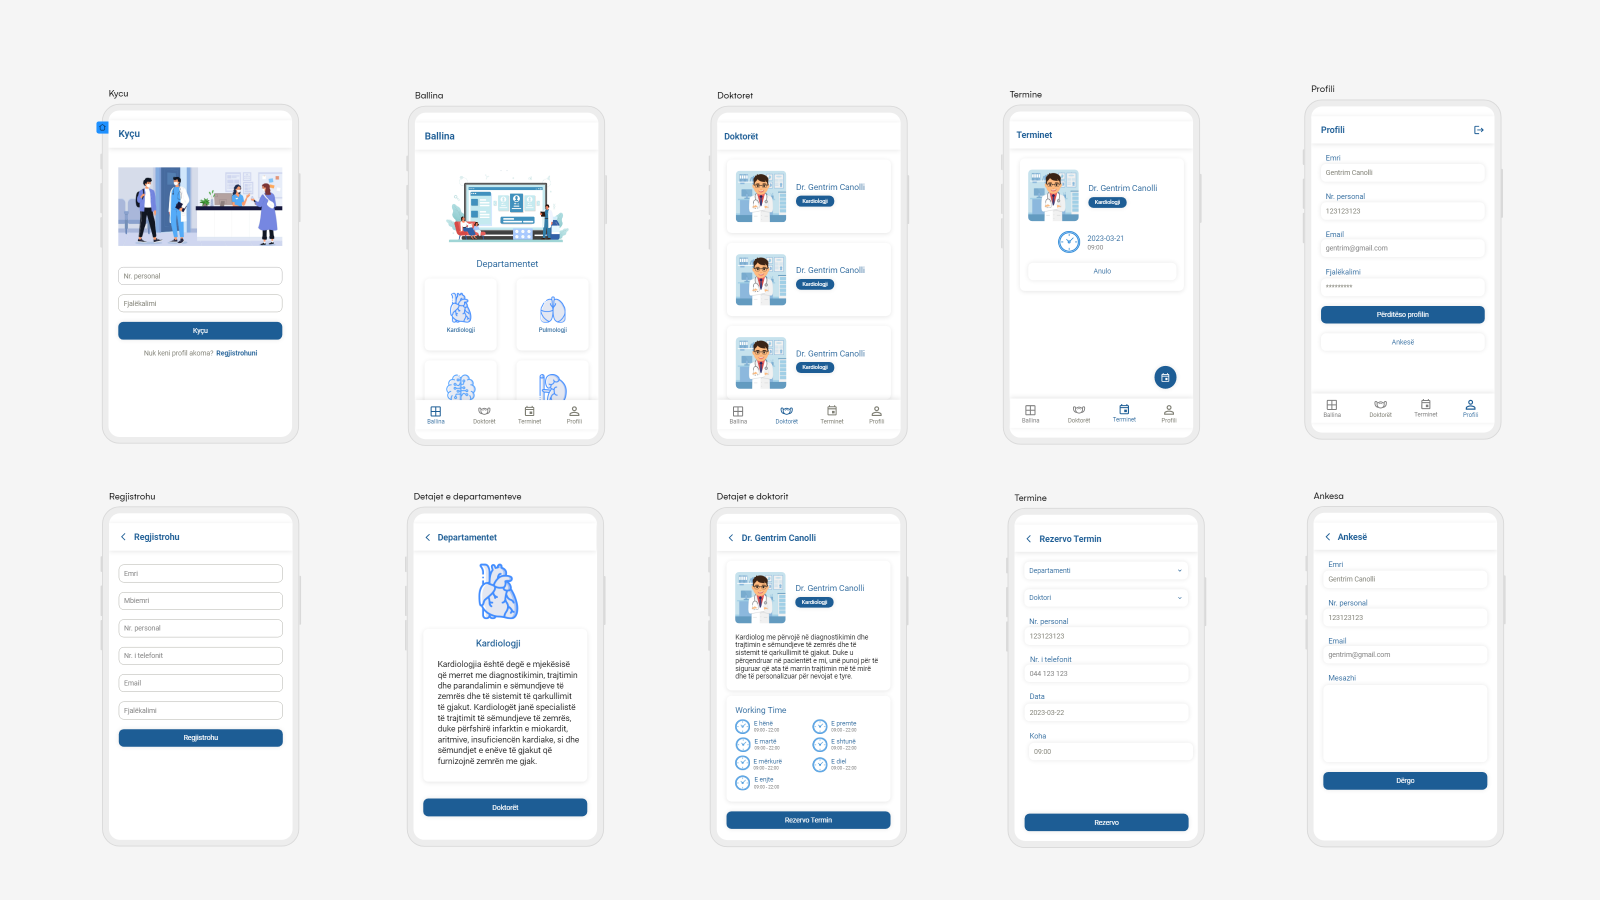 Kycu
Kyçu
Nr. personal
Fjalëkalimi
Kyçu
Nuk keni profil akoma? Regjistrohuni
Ballina
Ballina
Departamentet
Kardiologji
Pulmologji
Ballina
Doktorët
Terminet
Profili
Doktoret
Doktorët
Dr. Gentrim Canolli
Kardiologji
Dr. Gentrim Canolli
Kardiologji
Dr. Gentrim Canolli
Kardiologji
Ballina
Doktorët
Terminet
Profili
Termine
Terminet
Dr. Gentrim Canolli
Kardiologji
2023-03-21
09:00
Anulo
Ballina
Doktorët
Terminet
Profili
Profili
Profili
Emri
Gentrim Canolli
Nr. personal
123123123
Email
gentrim@gmail.com
Fjalëkalimi
*********
Përditëso profilin
Ankesë
Ballina
Doktorët
Terminet
Profili
Regjistrohu
Regjistrohu
Emri
Mbiemri
Nr. personal
Nr. i telefonit
Email
Fjalëkalimi
Regjistrohu
Detajet e departamenteve
Departamentet
Kardiologji
Kardiologjia është degë e mjekësisë
që merret me diagnostikimin, trajtimin
dhe parandalimin e sëmundjeve të
zemrës dhe të sistemit të qarkullimit
të gjakut. Kardiologët janë specialistë
të trajtimit të sëmundjeve të zemrës,
duke përfshirë infarktin e miokardit,
aritmive, insuficiencën kardiake, si dhe
sëmundjet e enëve të gjakut që
furnizojnë zemrën me gjak.
Doktorët
Detajet e doktorit
Dr. Gentrim Canolli
Dr. Gentrim Canolli
Kardiologji
Kardiolog me përvojë në diagnostikimin dhe
trajtimin e sëmundjeve të zemrës dhe të
sistemit të qarkullimit të gjakut. Duke u
përqendruar në pacientët e mi, unë punoj për të
siguruar që ata të marrin trajtimin më të mirë
dhe të personalizuar për nevojat e tyre.
Working Time
E hënë
09:00 - 22:00
E premte
09:00 - 22:00
E martë
09:00 - 22:00
E shtunë
09:00 - 22:00
E mërkurë
09:00 - 22:00
E diel
09:00 - 22:00
E enjte
09:00 - 22:00
Rezervo Termin
Termine
Rezervo Termin
Departamenti
Doktori
Nr. personal
123123123
Nr. i telefonit
044 123 123
Data
2023-03-22
Koha
09:00
Rezervo
Ankesa
Ankesë
Emri
Gentrim Canolli
Nr. personal
123123123
Email
gentrim@gmail.com
Mesazhi
Dërgo